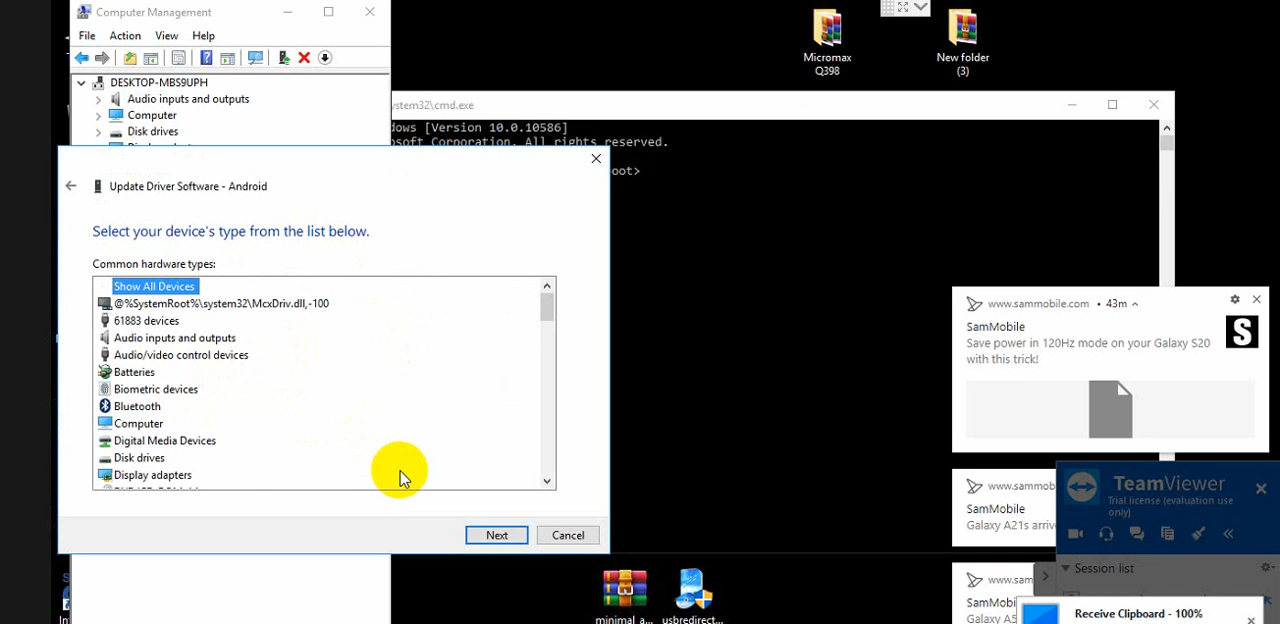 Computer Management
File Action View Help
DESKTOP-MBS9UPH
Audio inputs and outputs
Computer
Disk drives
Micromax
Q398
New folder
(3)
ystem32\cmd.exe
dows [Version 10.0.10586]
osoft Corporation. All rights reserved.
oot>
Update Driver Software - Android
Select your device's type from the list below.
Common hardware types:
Show All Devices
@%SystemRoot%\system32\McxDriv.dll,-100
61883 devices
Audio inputs and outputs
Audio/video control devices
Batteries
Biometric devices
Bluetooth
Computer
Digital Media Devices
Disk drives
Display adapters
Next Cancel
www.sammobile.com • 43m
SamMobile
Save power in 120Hz mode on your Galaxy S20
with this trick!
S
www.sammob
SamMobile
Galaxy A21s arrive
TeamViewer
Trial license (evaluation use
only)
Session list
www.sam
SamMobi
Galaxy A5
Receive Clipboard - 100%
minimal_a...
usbredirect...